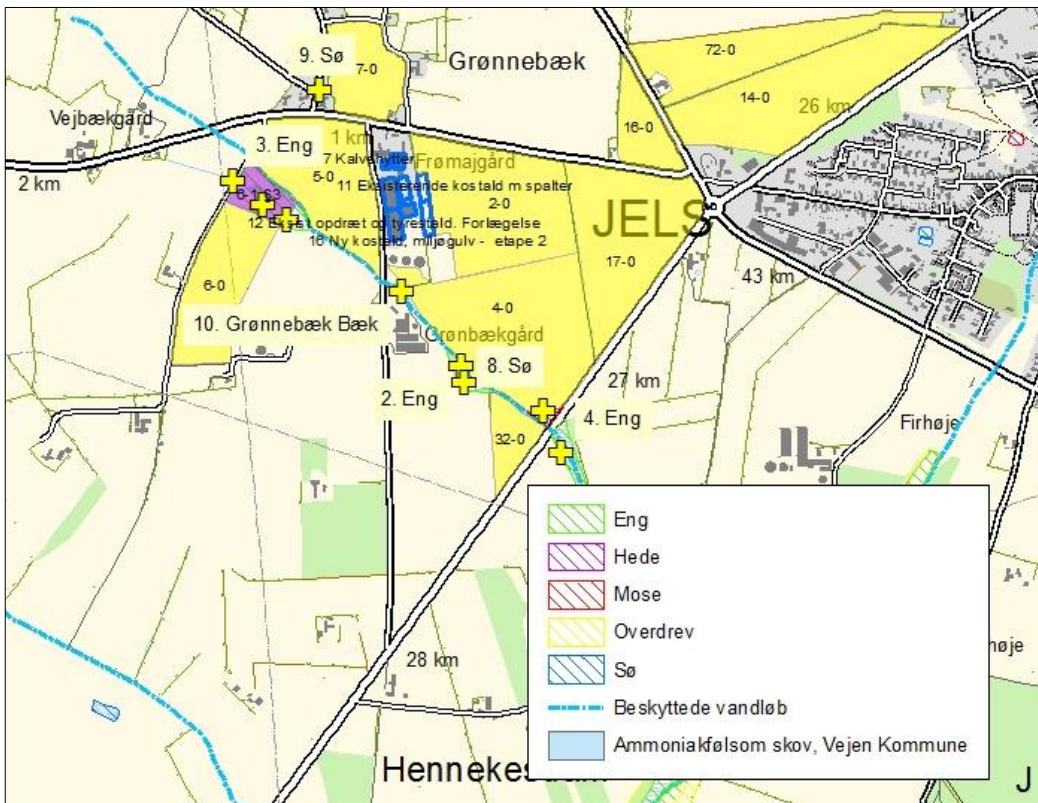 9. Sø
7-0
Grønnebæk
72-0
14-0
26 km
16-0
Vejbækgård
1 km
3. Eng
7 Kalvehytter
Frømajgård
5-0
11 Eksisterende kostald m spalter
2 km
2-0
12 Eksist opdræt og tyrestald. Forlægelse
JELS
16 Ny kostald, miljøgulv - etape 2
17-0
43 km
6-0
4-0
10. Grønnebæk Bæk
Grønbækgård
8. Sø
27 km
2. Eng
4. Eng
32-0
Firhøje
Eng
Hede
Mose
Overdrev
Sø
Beskyttede vandløb
Ammoniakfølsom skov, Vejen Kommune
28 km
høje
J